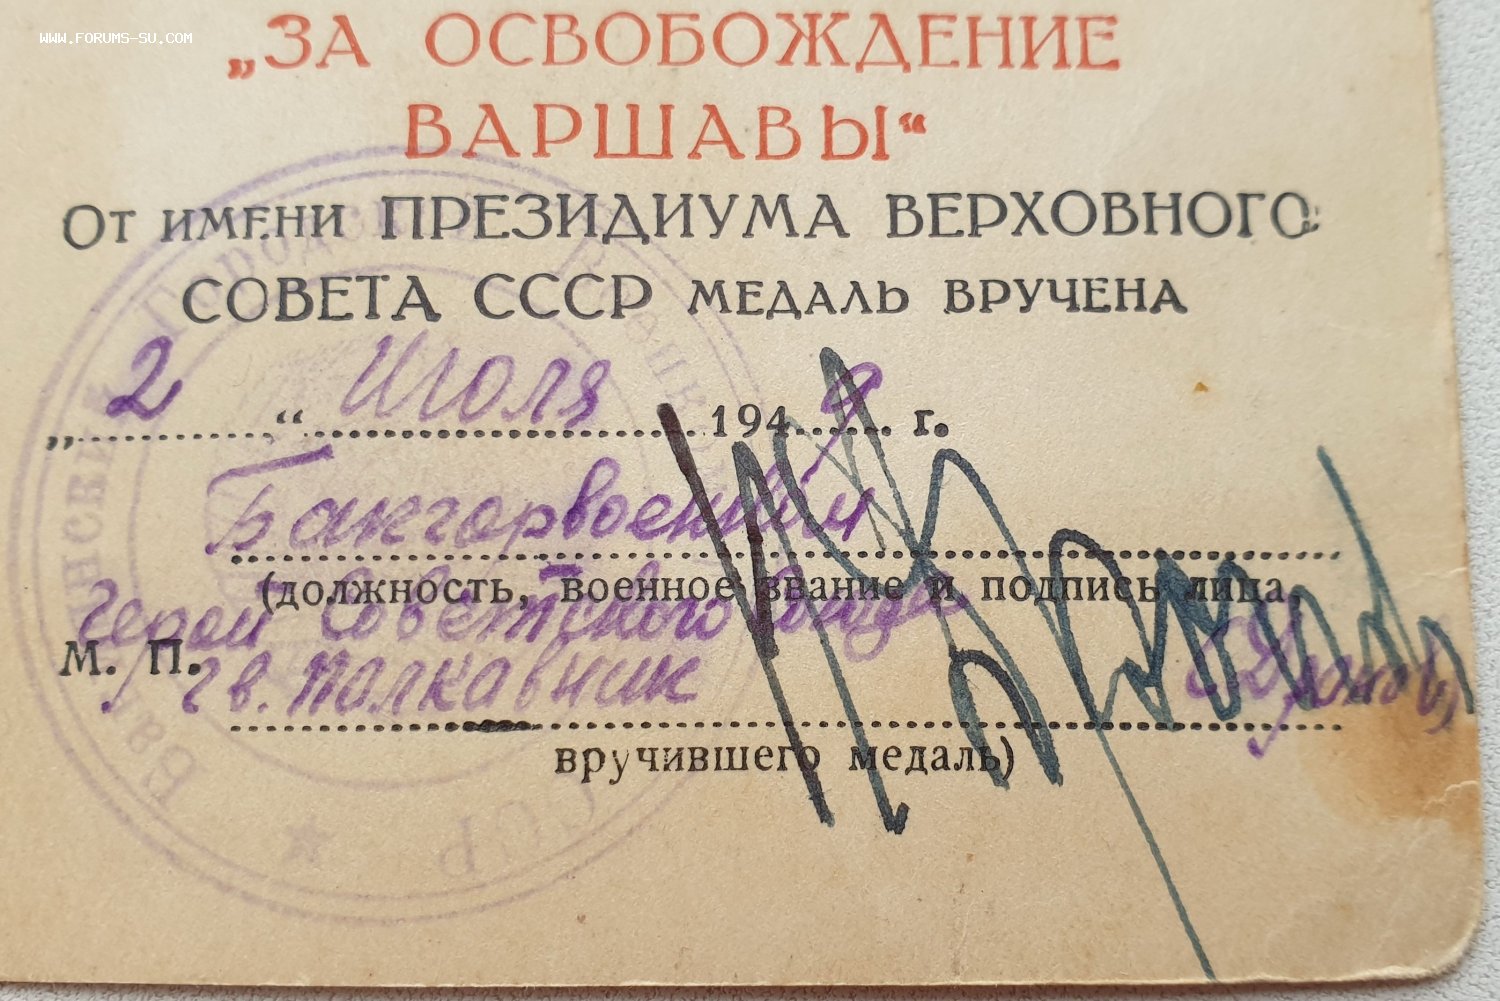 WWW.FORUMS-SU.COM
„ЗА ОСВОБОЖДЕНИЕ
ВАРШАВЫ“
ОТ ИМЕНИ ПРЕЗИДИУМА ВЕРХОВНОГО
СОВЕТА СССР МЕДАЛЬ ВРУЧЕНА
„2“ Июля 1949 г.
Бакгорвоенком
(должность, военное звание и подпись лица,
Герой Советского Союза
М. П.
гв. полковник
вручившего медаль)